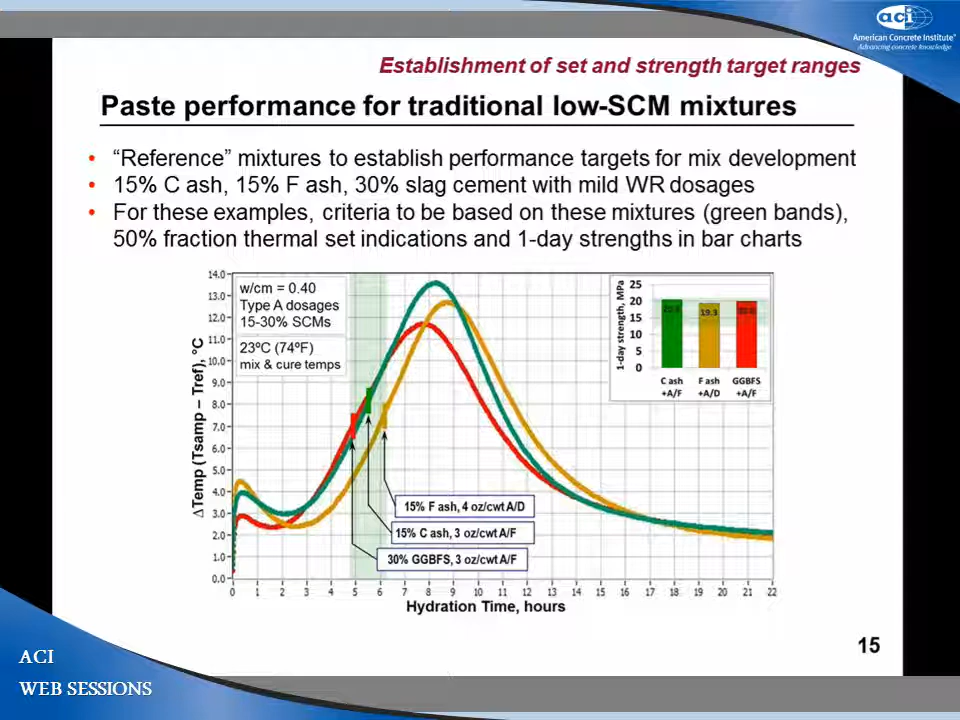 aci
American Concrete Institute®
Advancing concrete knowledge
Establishment of set and strength target ranges
Paste performance for traditional low-SCM mixtures
• “Reference” mixtures to establish performance targets for mix development
• 15% C ash, 15% F ash, 30% slag cement with mild WR dosages
• For these examples, criteria to be based on these mixtures (green bands),
50% fraction thermal set indications and 1-day strengths in bar charts
ΔTemp (Tsamp – Tref), °C
14.0
13.0
12.0
11.0
10.0
9.0
8.0
7.0
6.0
5.0
4.0
3.0
2.0
1.0
0.0
w/cm = 0.40
Type A dosages
15-30% SCMs
23ºC (74ºF)
mix & cure temps
1-day strength, MPa
25
20
15
10
5
0
19.3
C ash F ash GGBFS
+A/F +A/D +A/F
15% F ash, 4 oz/cwt A/D
15% C ash, 3 oz/cwt A/F
30% GGBFS, 3 oz/cwt A/F
0 1 2 3 4 5 6 7 8 9 10 11 12 13 14 15 16 17 18 19 20 21 22
Hydration Time, hours
15
ACI
WEB SESSIONS